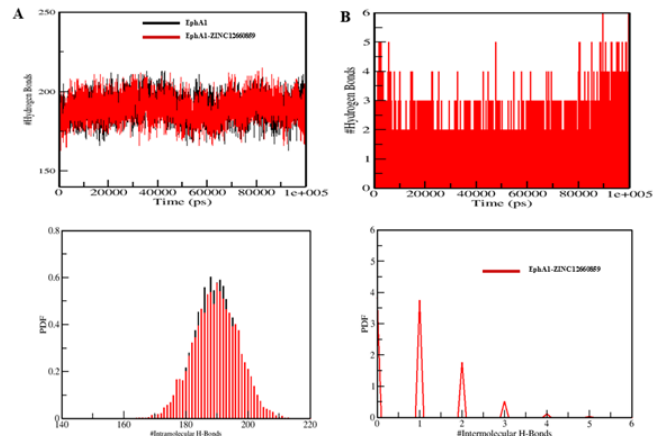 A
EphA1
EphA1-ZINC12660859
250
200
150
#Hydrogen Bonds
0 20000 40000 60000 80000 1e+005
Time (ps)
B
6
5
4
3
2
1
0
#Hydrogen Bonds
20000 40000 60000 80000 1e+005
Time (ps)
0.8
0.6
0.4
0.2
0
PDF
140 160 180 200 220
#Intramolecular H-Bonds
EphA1-ZINC12660859
6
5
4
3
2
1
0
PDF
0 1 2 3 4 5 6
#Intermolecular H-Bonds